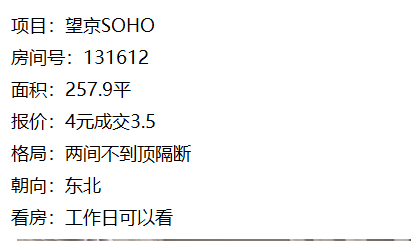 项目：望京SOHO
房间号：131612
面积：257.9平
报价：4元成交3.5
格局：两间不到顶隔断
朝向：东北
看房：工作日可以看